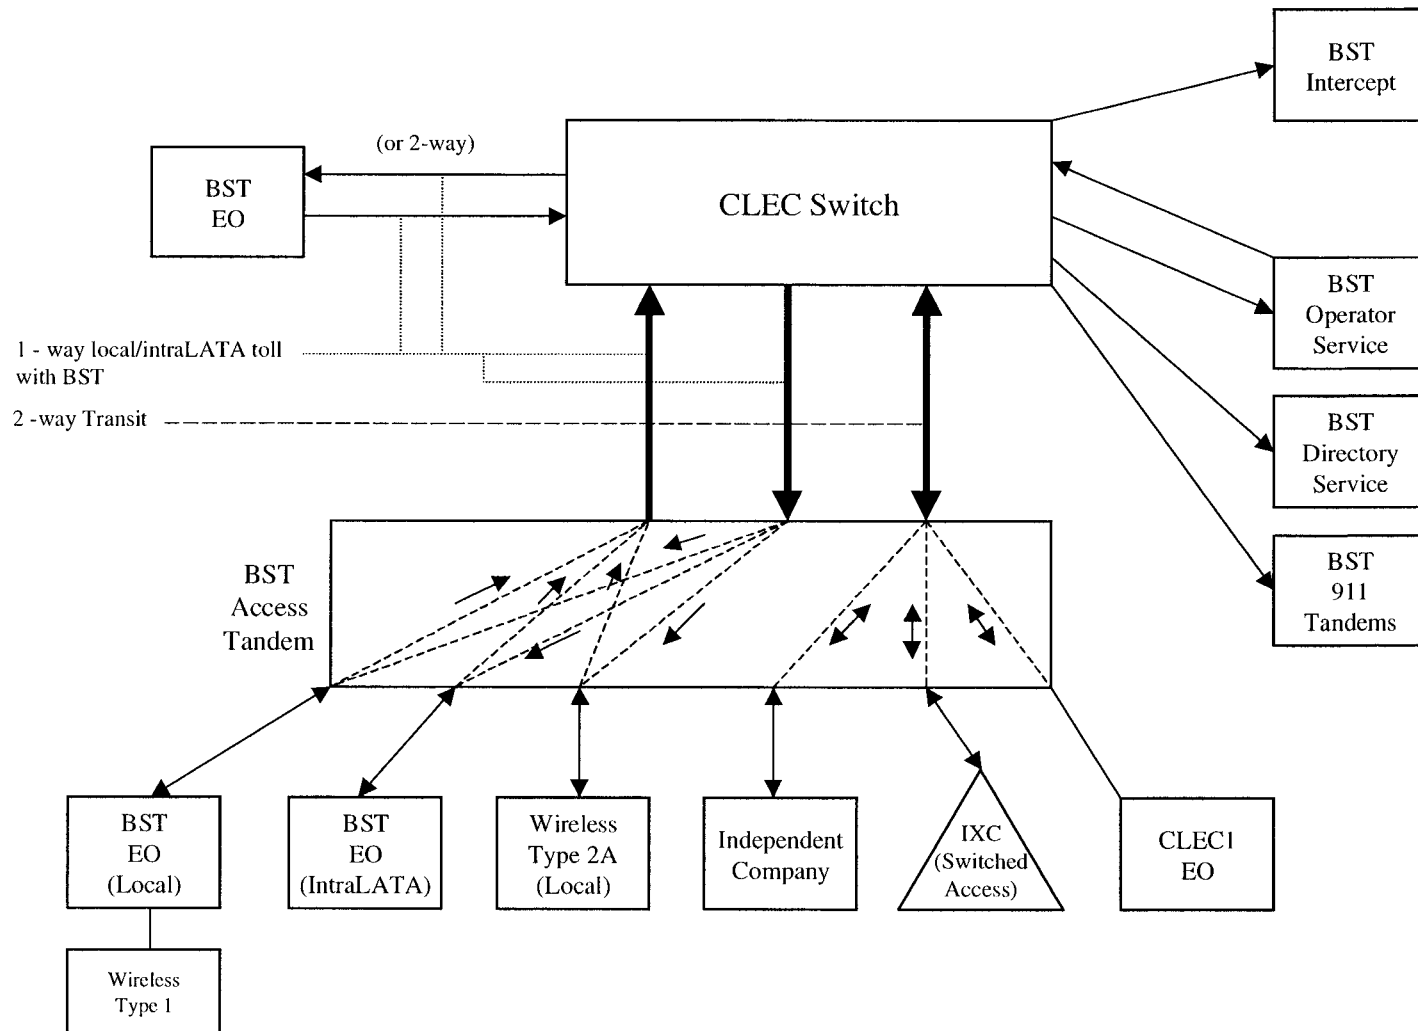 BST
Intercept
(or 2-way)
BST
EO
CLEC Switch
BST
Operator
Service
1 - way local/intraLATA toll
with BST
2 -way Transit
BST
Directory
Service
BST
911
Tandems
BST
Access
Tandem
BST
EO
(Local)
BST
EO
(IntraLATA)
Wireless
Type 2A
(Local)
Independent
Company
IXC
(Switched
Access)
CLEC1
EO
Wireless
Type 1